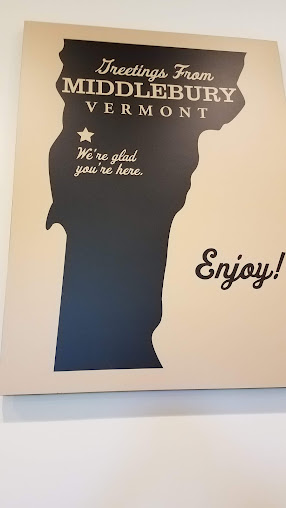 Greetings From
MIDDLEBURY
VERMONT
We're glad
you're here.
Enjoy!